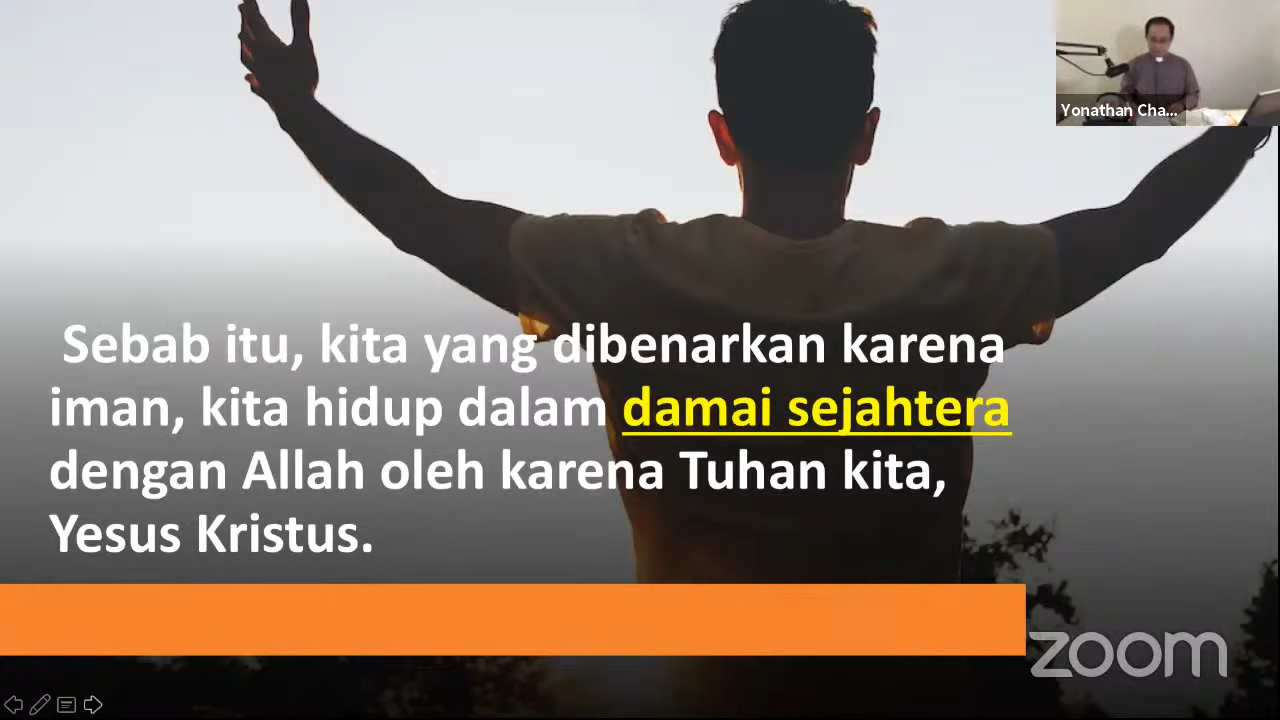 Yonathan Cha...
Sebab itu, kita yang dibenarkan karena
iman, kita hidup dalam damai sejahtera
dengan Allah oleh karena Tuhan kita,
Yesus Kristus.
zoom